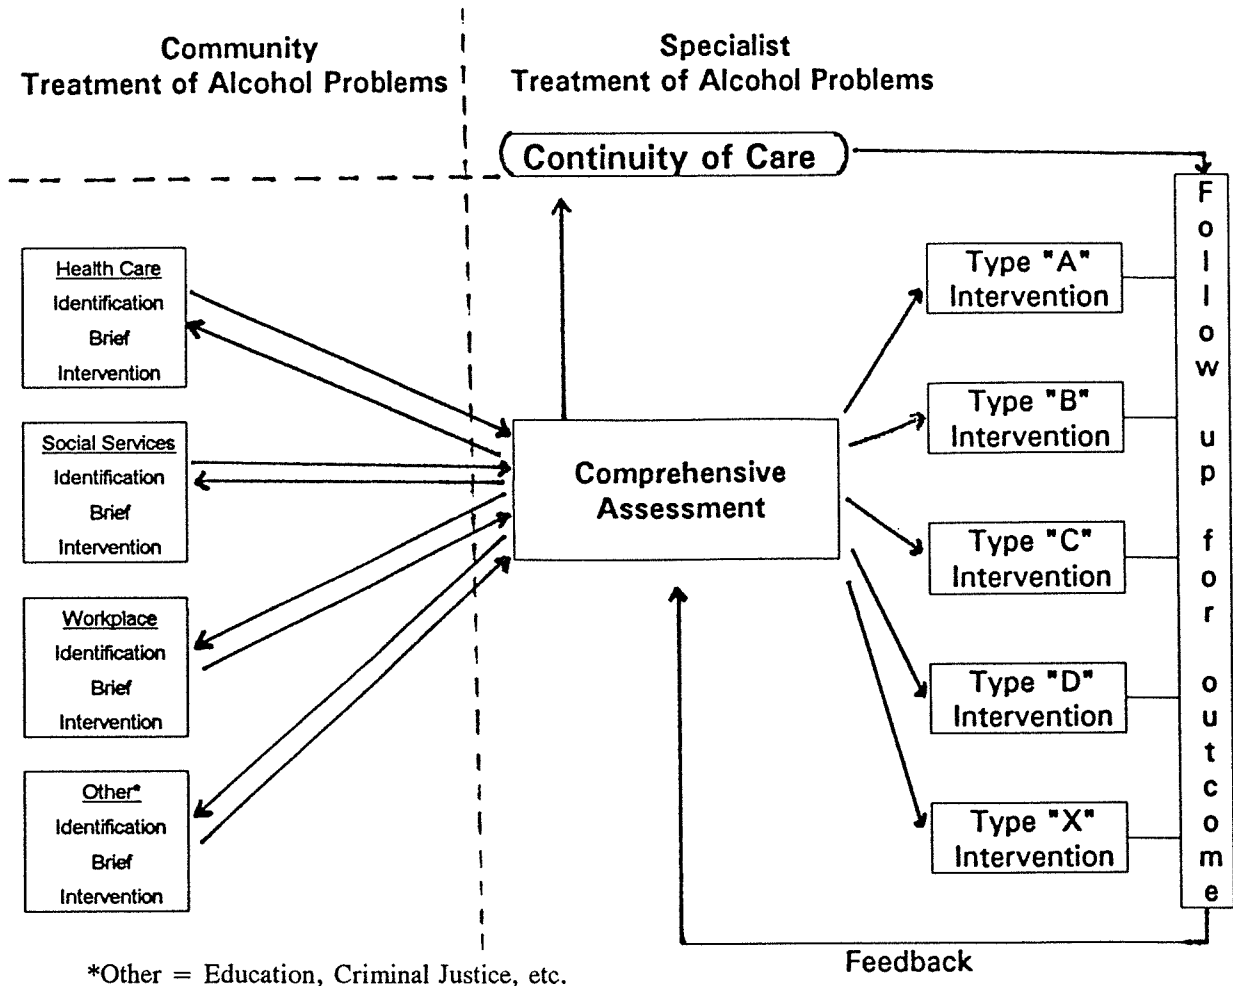 Community
Treatment of Alcohol Problems
Specialist
Treatment of Alcohol Problems
Continuity of Care
Health Care
Identification
Brief
Intervention
Social Services
Identification
Brief
Intervention
Workplace
Identification
Brief
Intervention
Other*
Identification
Brief
Intervention
Comprehensive
Assessment
Type "A"
Intervention
Type "B"
Intervention
Type "C"
Intervention
Type "D"
Intervention
Type "X"
Intervention
Follow up for outcome
Feedback
*Other = Education, Criminal Justice, etc.